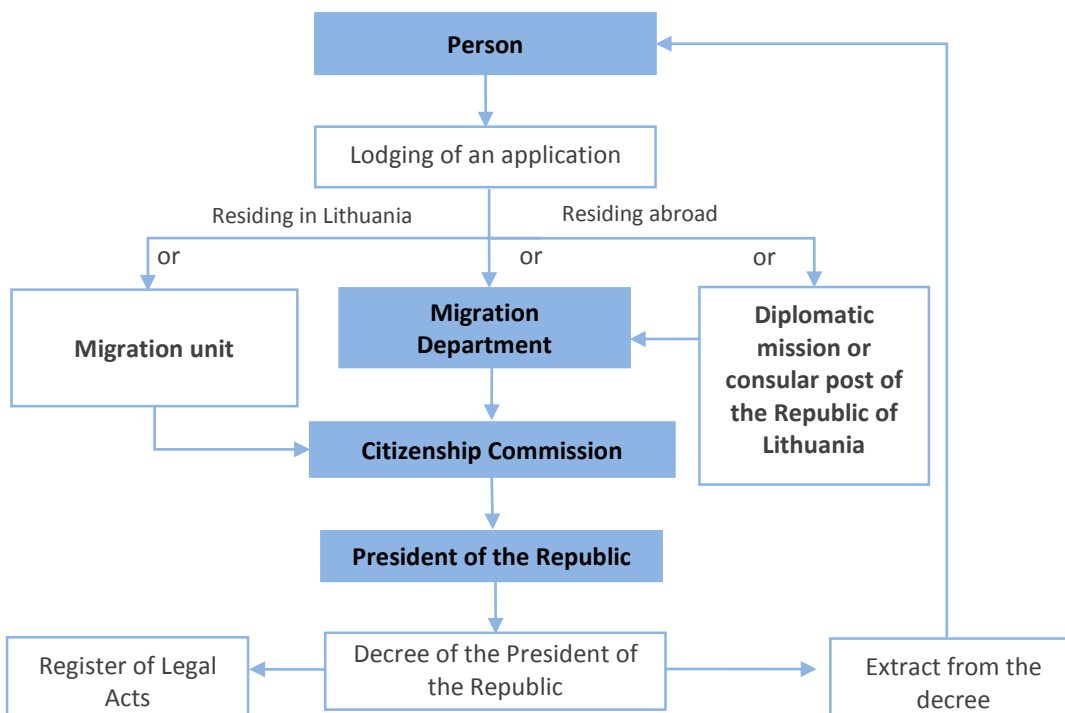 Person
Lodging of an application
Residing in Lithuania
Residing abroad
or
or
or
Migration unit
Migration
Department
Diplomatic
mission or
consular post of
the Republic of
Lithuania
Citizenship Commission
President of the Republic
Register of Legal
Acts
Decree of the President of
the Republic
Extract from the
decree